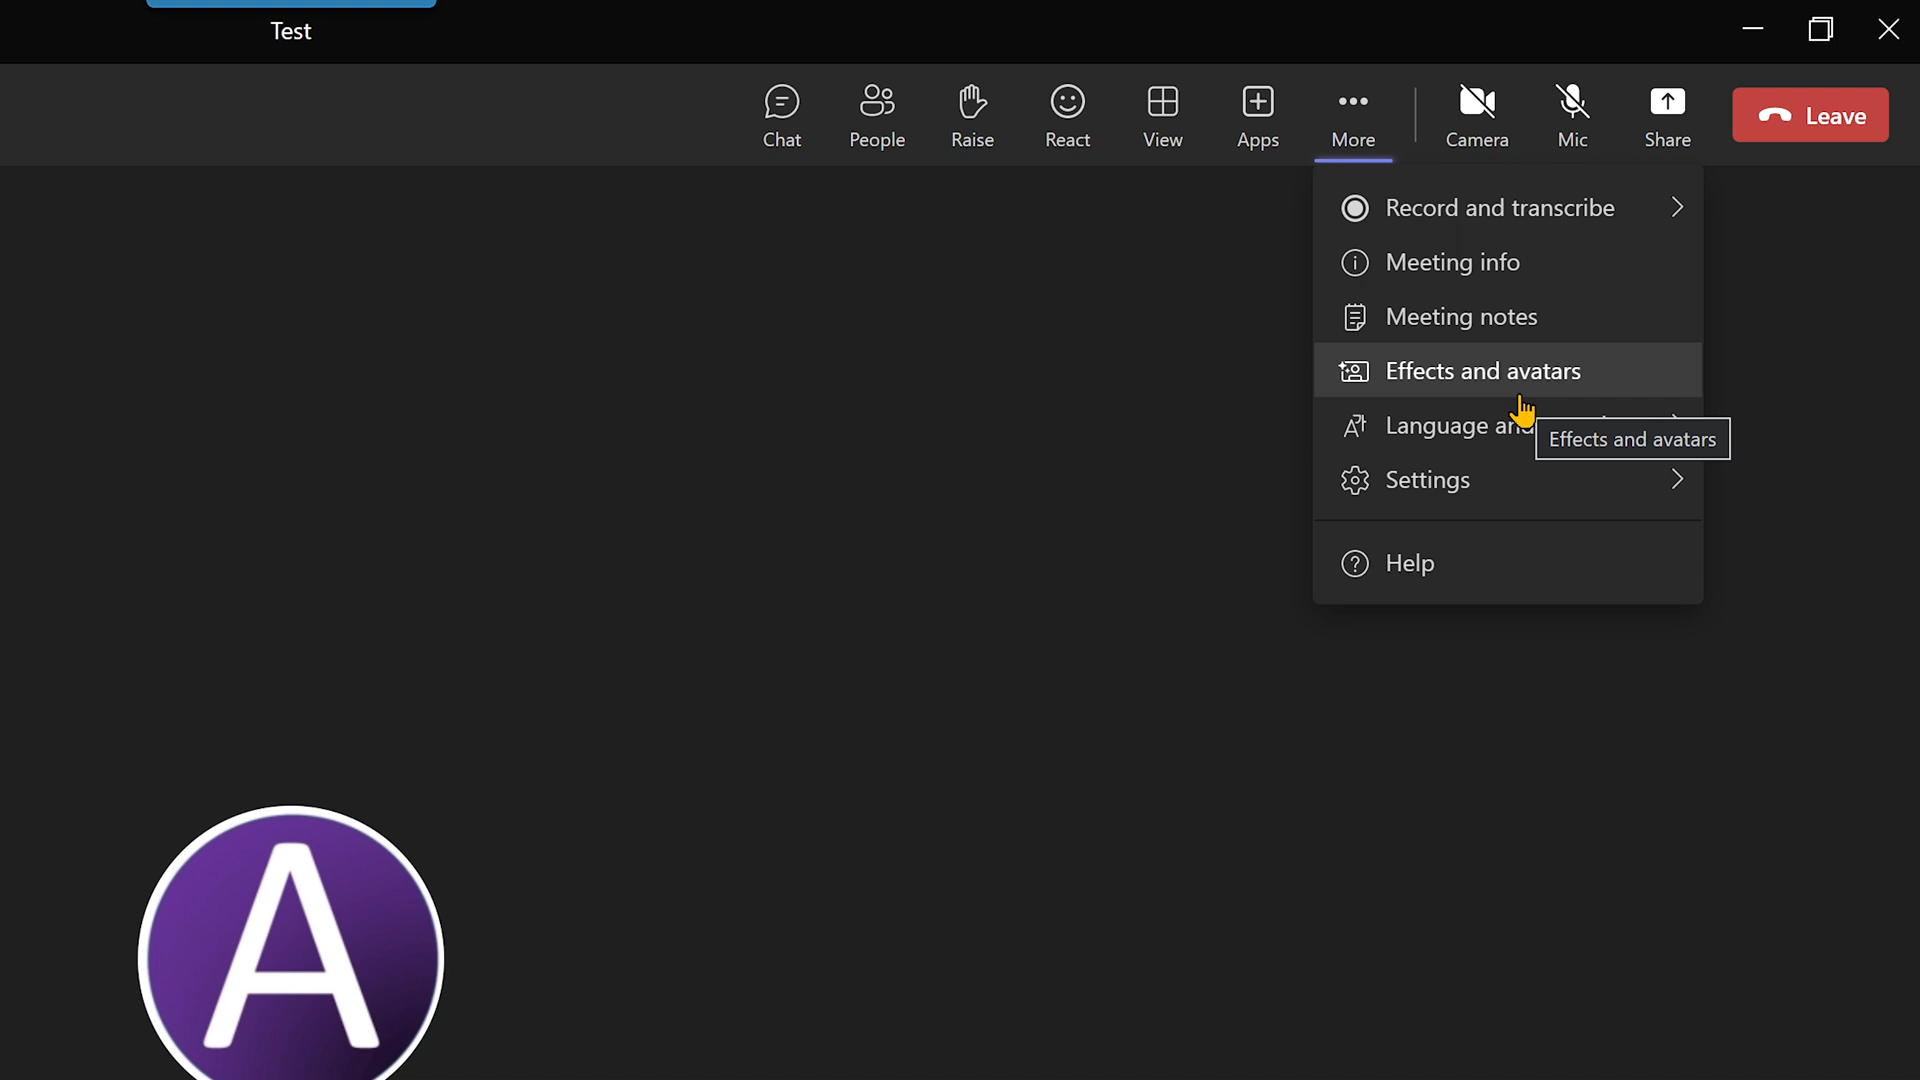 Test
Chat
People
Raise
React
View
Apps
More
Camera
Mic
Share
Leave
Record and transcribe
Meeting info
Meeting notes
Effects and avatars
Language and
Effects and avatars
Settings
Help
A